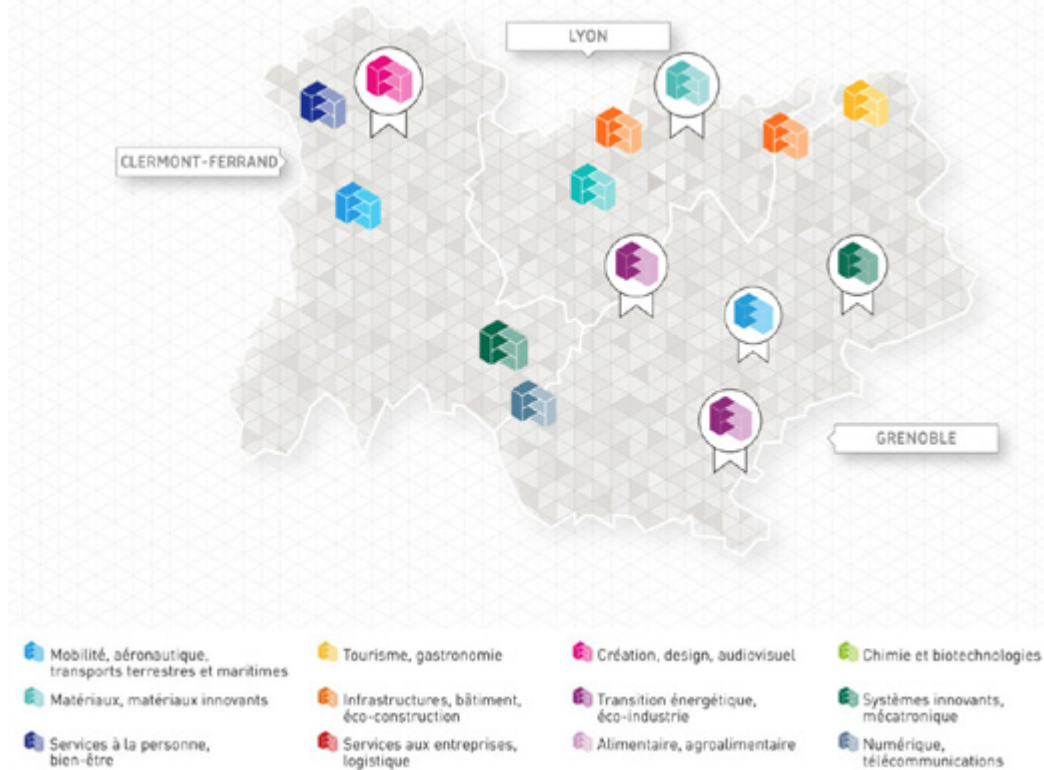 LYON
CLERMONT-FERRAND
GRENOBLE
Mobilité, aéronautique,
transports terrestres et maritimes
Tourisme, gastronomie
Création, design, audiovisuel
Chimie et biotechnologies
Matériaux, matériaux innovants
Infrastructures, bâtiment,
éco-construction
Transition énergétique,
éco-industrie
Systèmes innovants,
mécatronique
Services à la personne,
bien-être
Services aux entreprises,
logistique
Alimentaire, agroalimentaire
Numérique,
télécommunications